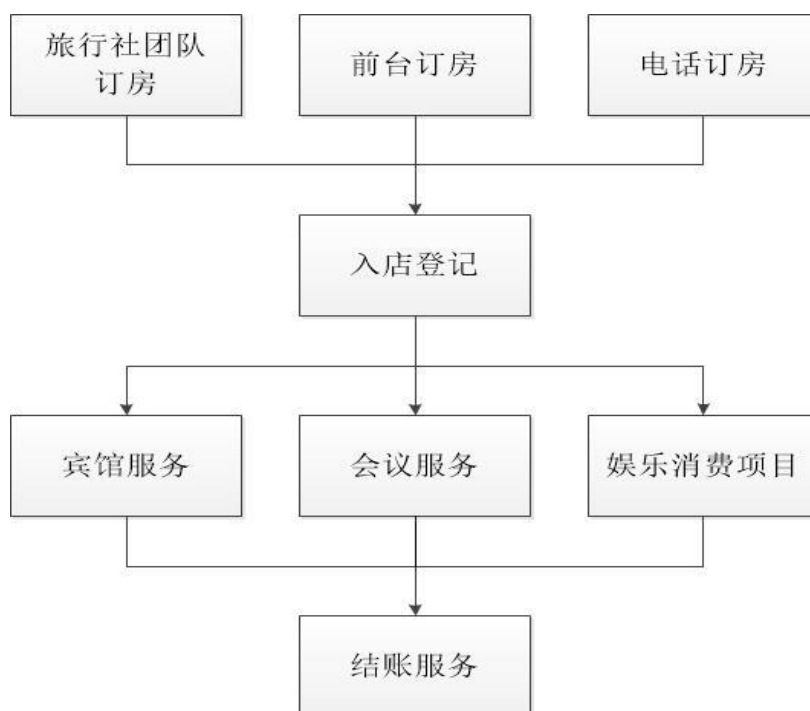 旅行社团队
订房
前台订房
电话订房
入店登记
宾馆服务
会议服务
娱乐消费项目
结账服务